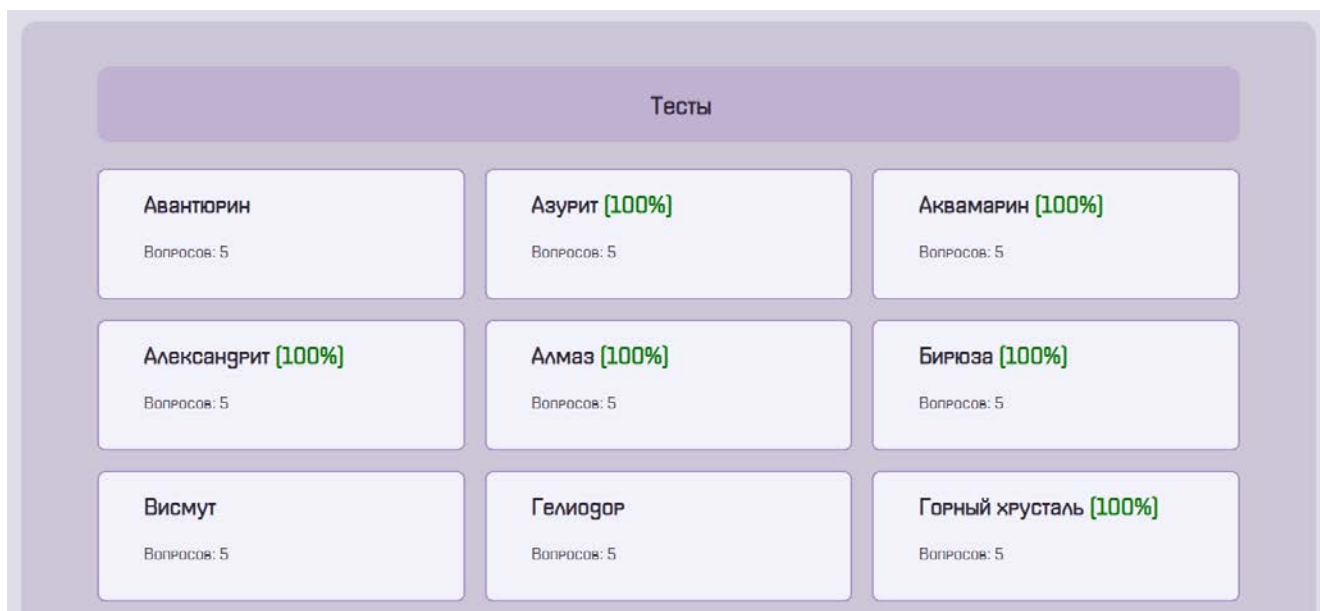 Тесты
Авантюрин
Вопросов: 5
Азурит (100%)
Вопросов: 5
Аквамарин (100%)
Вопросов: 5
Александрит (100%)
Вопросов: 5
Алмаз (100%)
Вопросов: 5
Бирюза (100%)
Вопросов: 5
Висмут
Вопросов: 5
Гелиодор
Вопросов: 5
Горный хрусталь (100%)
Вопросов: 5